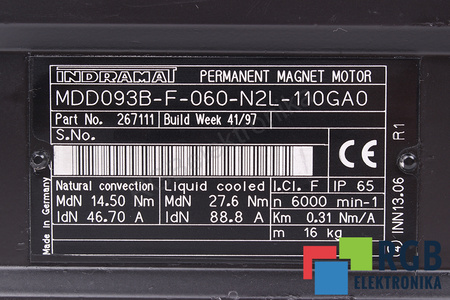 INDRAMAT PERMANENT MAGNET MOTOR
MDD093B-F-060-N2L-110GA0
Part No. 267111 Build Week 41/97
S.No.
CE
Natural convection Liquid cooled I.Cl. F IP 65
MdN 14.50 Nm MdN 27.6 Nm n 6000 min-1
IdN 46.70 A IdN 88.8 A Km 0.31 Nm/A
m 16 kg
Made in Germany
INN13.06 R1
RGB
ELEKTRONIKA